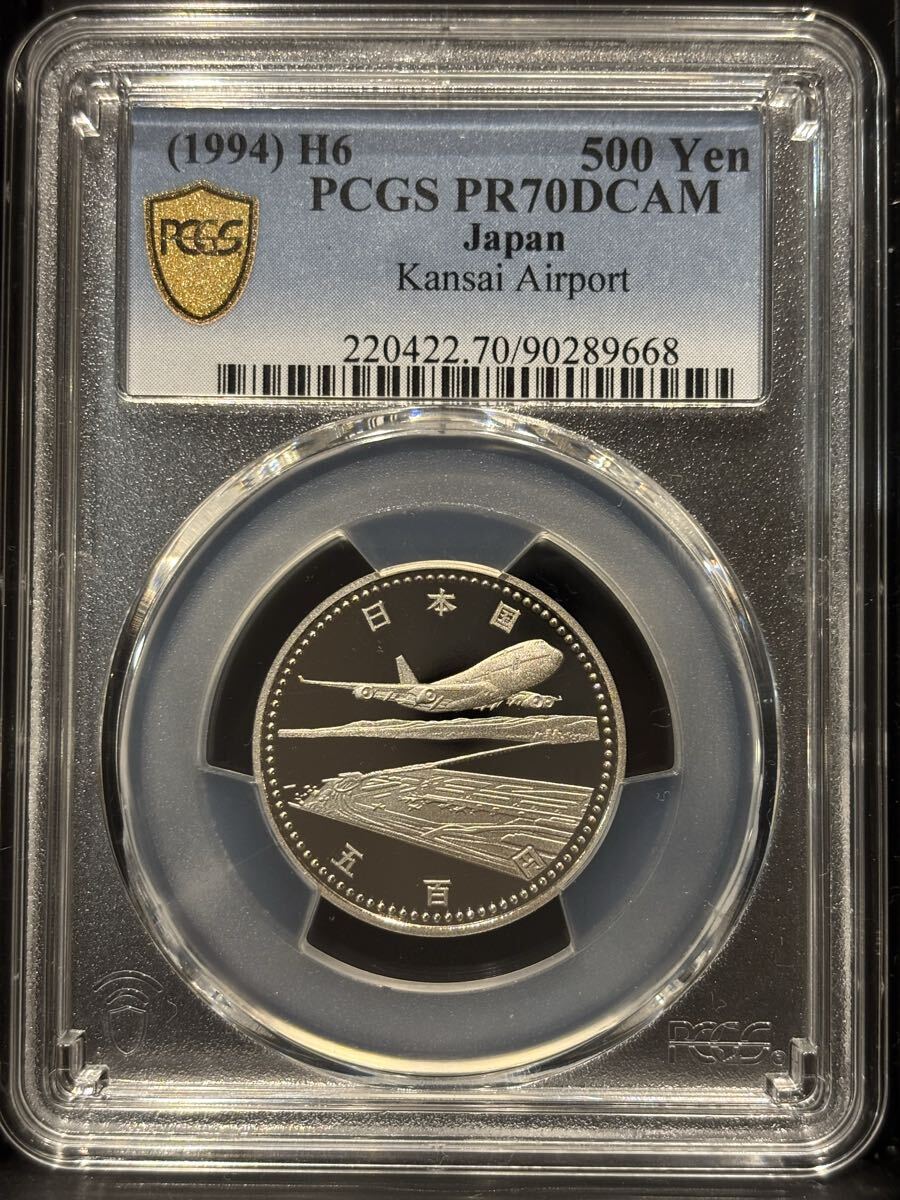 (1994) H6 500 Yen
PCGS PR70DCAM
Japan
Kansai Airport
PCGS
220422.70/90289668
日本国
五百円
PCGS